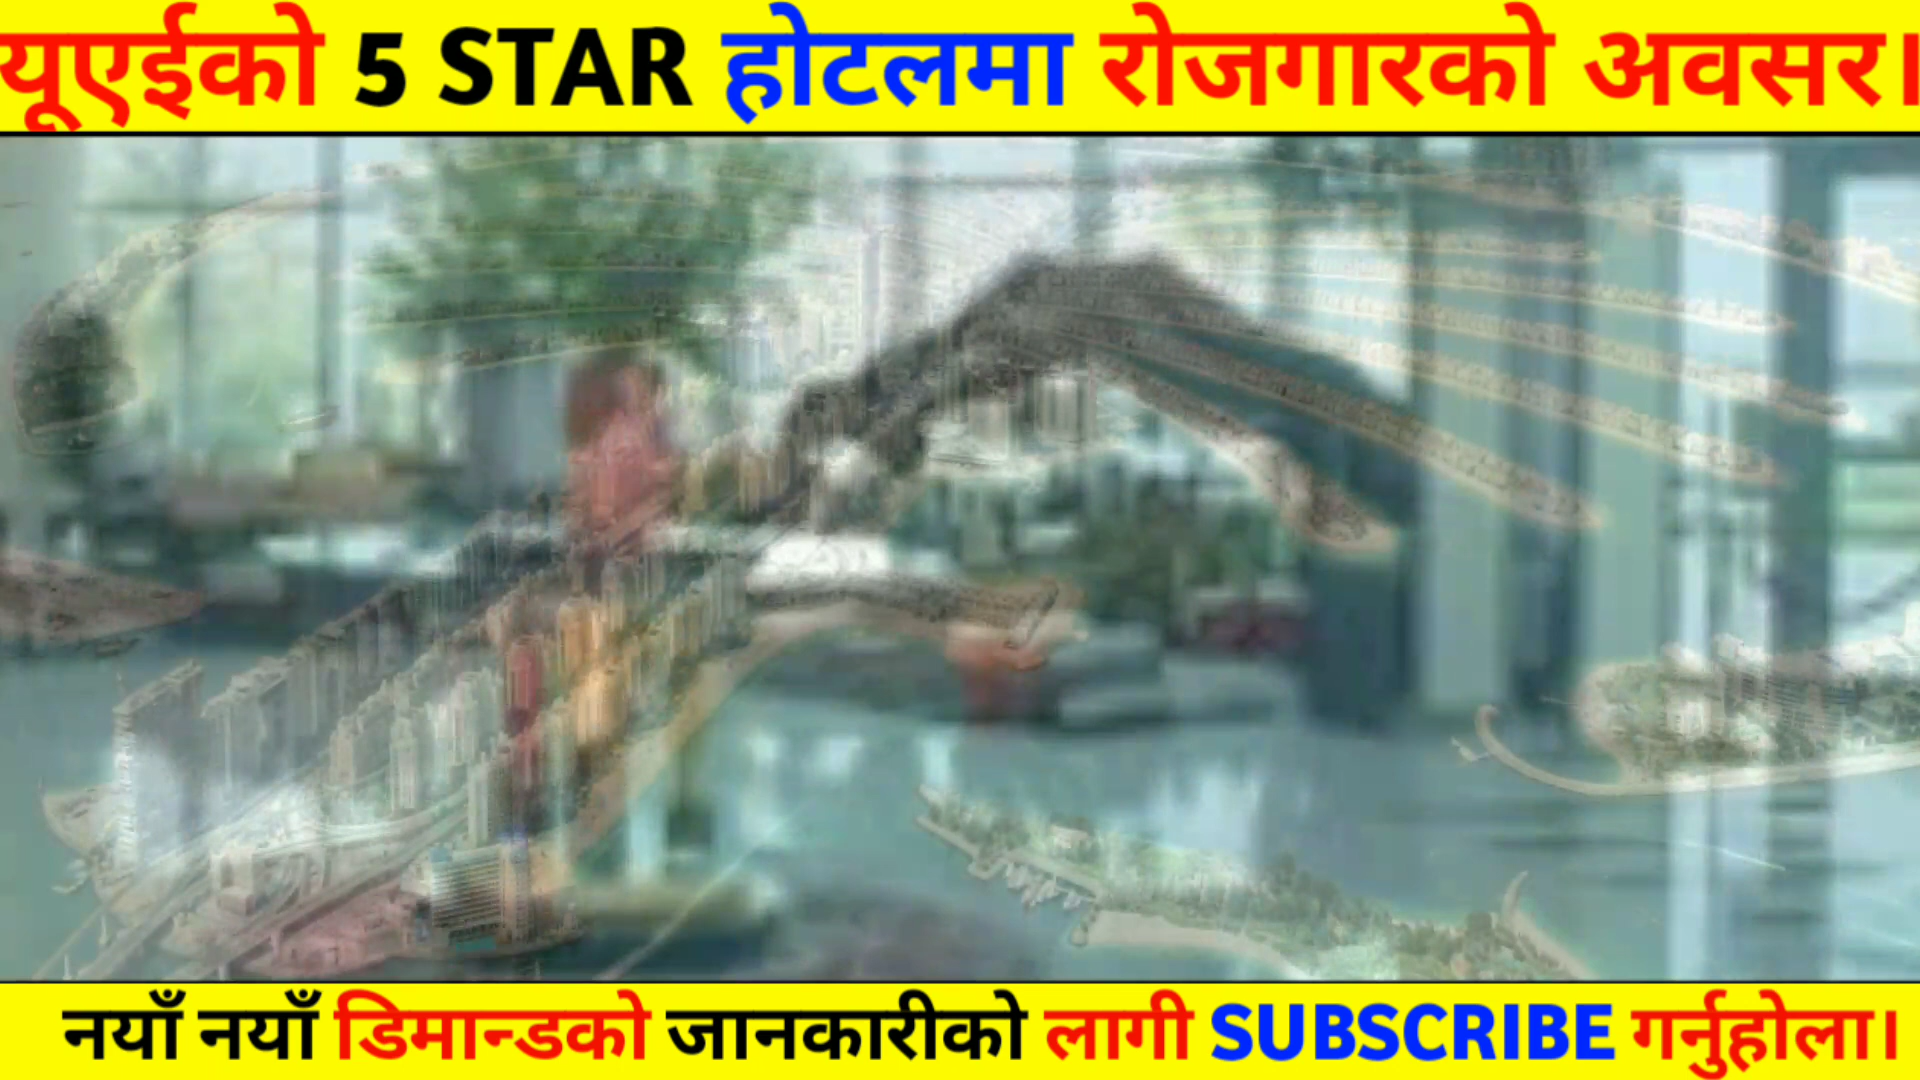 यूएईको 5 STAR होटलमा रोजगारको अवसर।
नयाँ नयाँ डिमान्डको जानकारीको लागी SUBSCRIBE गर्नुहोला।